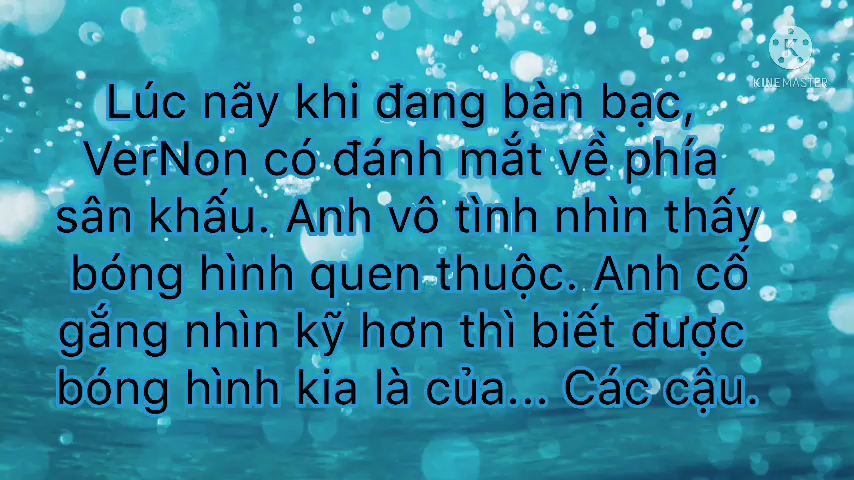 KINEMASTER
Lúc nãy khi đang bàn bạc,
VerNon có đánh mắt về phía
sân khấu. Anh vô tình nhìn thấy
bóng hình quen thuộc. Anh cố
gắng nhìn kỹ hơn thì biết được
bóng hình kia là của... Các cậu.